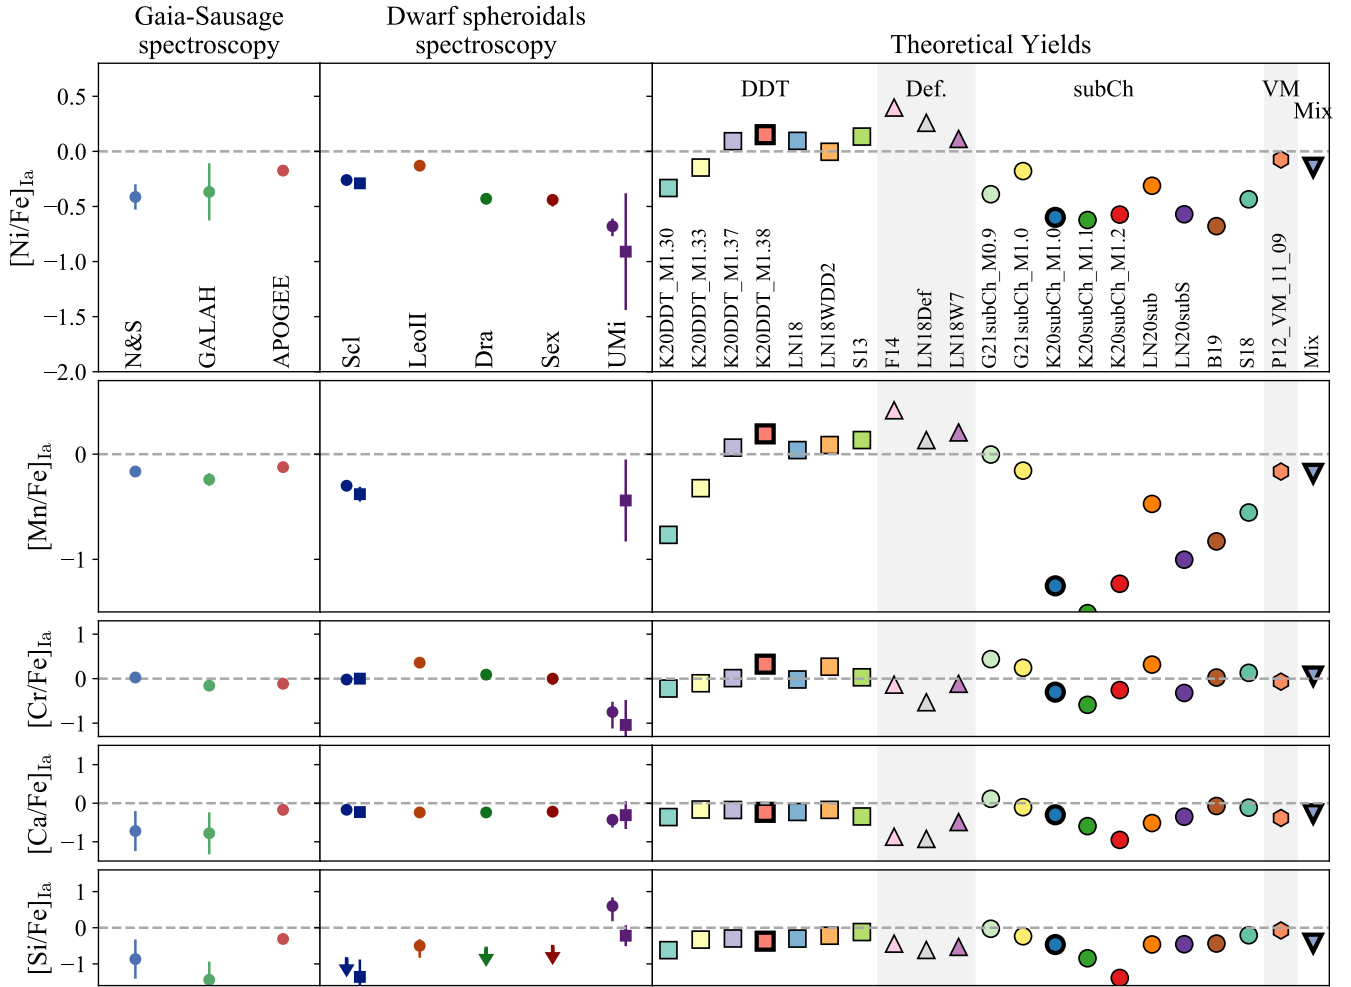 Gaia-Sausage
spectroscopy
Dwarf spheroidals
spectroscopy
Theoretical Yields
DDT
Def.
subCh
VM
Mix
[Ni/Fe]Ia
0.5
0.0
−0.5
−1.0
−1.5
−2.0
N&S
GALAH
APOGEE
Scl
LeoII
Dra
Sex
UMi
K20DDT_M1.30
K20DDT_M1.33
K20DDT_M1.37
K20DDT_M1.38
LN18
LN18WDD2
S13
F14
LN18Def
LN18W7
G21subCh_M0.9
G21subCh_M1.0
K20subCh_M1.0
K20subCh_M1.1
K20subCh_M1.2
LN20sub
LN20subS
B19
S18
P12_VM_11_09
Mix
[Mn/Fe]Ia
0
−1
[Cr/Fe]Ia
1
0
−1
[Ca/Fe]Ia
1
0
−1
[Si/Fe]Ia
1
0
−1